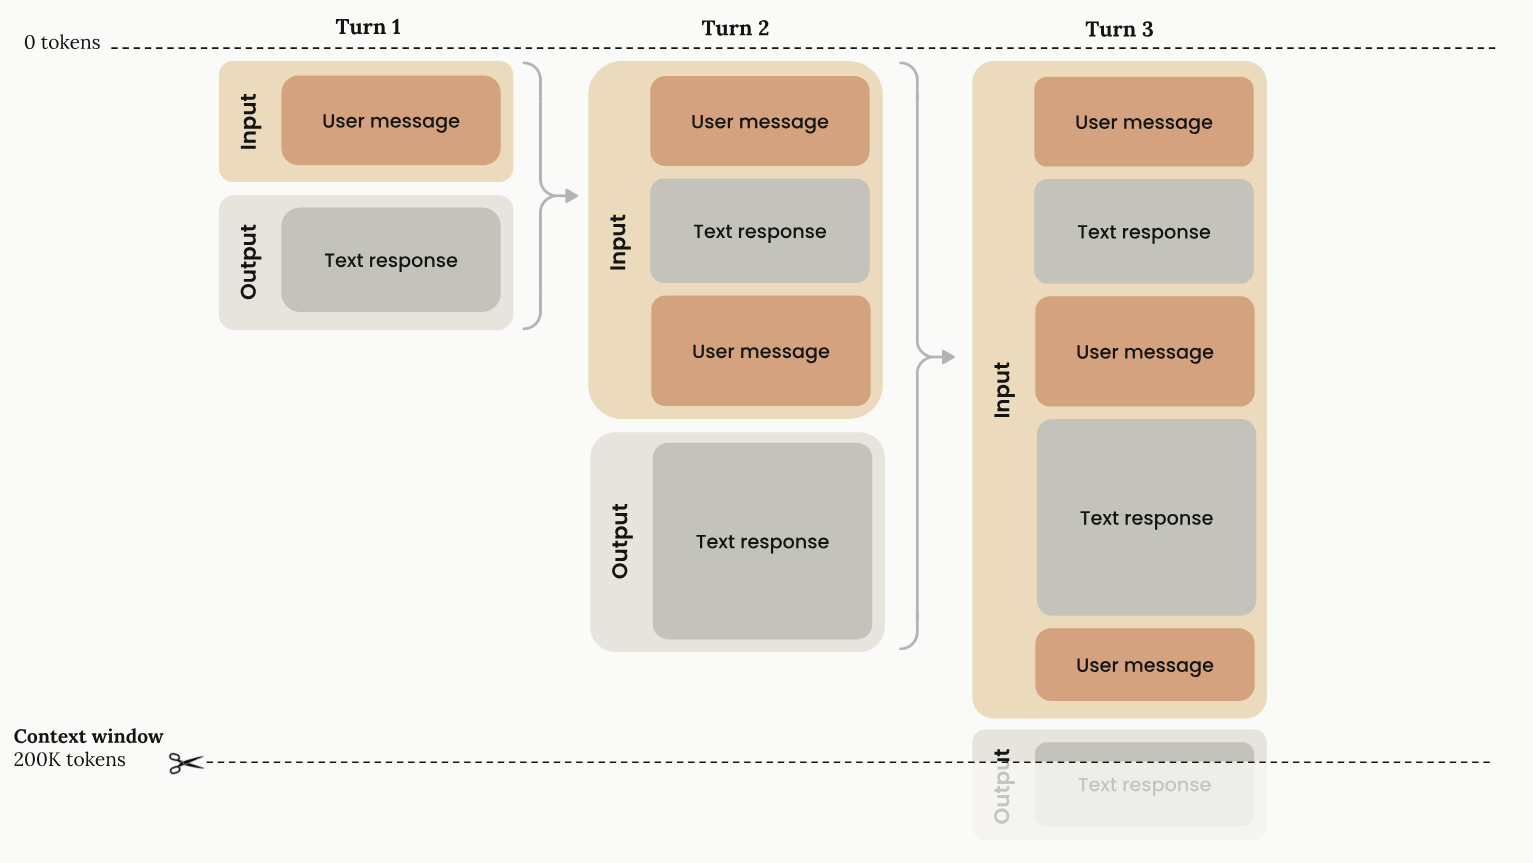 Turn 1
Turn 2
Turn 3
0 tokens
Input
User message
Output
Text response
Input
User message
Text response
User message
Output
Text response
Input
User message
Text response
User message
Text response
User message
Output
Text response
Context window
200K tokens